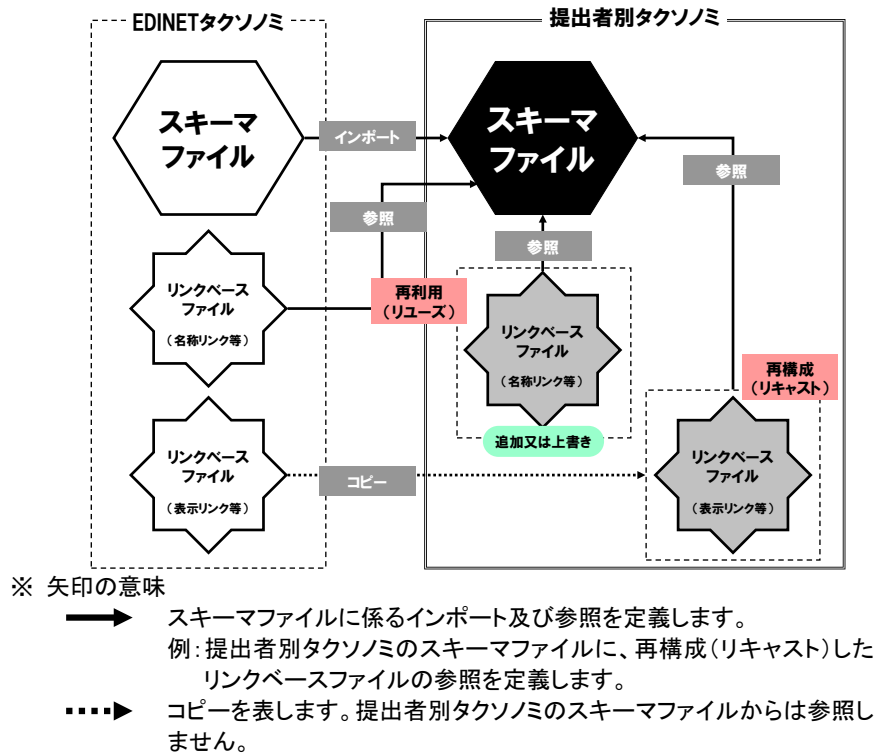 EDINETタクソノミ
提出者別タクソノミ
スキーマ
ファイル
インポート
スキーマ
ファイル
参照
参照
参照
リンクベース
ファイル
(名称リンク等)
再利用
(リユーズ)
リンクベース
ファイル
(名称リンク等)
追加又は上書き
再構成
(リキャスト)
リンクベース
ファイル
(表示リンク等)
コピー
リンクベース
ファイル
(表示リンク等)
※ 矢印の意味
スキーマファイルに係るインポート及び参照を定義します。
例:提出者別タクソノミのスキーマファイルに、再構成(リキャスト)した
リンクベースファイルの参照を定義します。
コピーを表します。提出者別タクソノミのスキーマファイルからは参照し
ません。